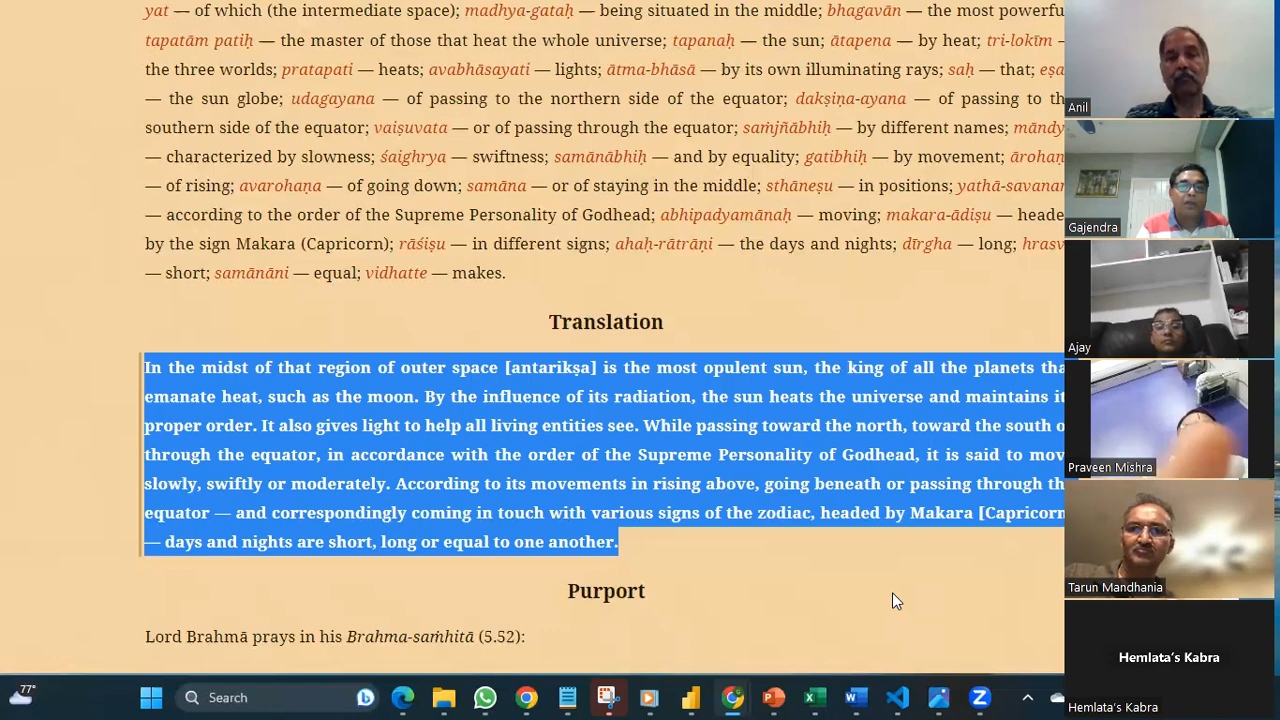 yat — of which (the intermediate space); madhya-gataḥ — being situated in the middle; bhagavān — the most powerfu
tapatām patiḥ — the master of those that heat the whole universe; tapanaḥ — the sun; ātapena — by heat; tri-lokīm –
the three worlds; pratapati — heats; avabhāsayati — lights; ātma-bhāsā — by its own illuminating rays; saḥ — that; eṣa
— the sun globe; udagayana — of passing to the northern side of the equator; dakṣiṇa-ayana — of passing to th
southern side of the equator; vaiṣuvata — or of passing through the equator; saṁjñābhiḥ — by different names; māndy
— characterized by slowness; śaighrya — swiftness; samānābhiḥ — and by equality; gatibhiḥ — by movement; ārohaṇ
— of rising; avarohaṇa — of going down; samāna — or of staying in the middle; sthāneṣu — in positions; yathā-savanan
— according to the order of the Supreme Personality of Godhead; abhipadyamānaḥ — moving; makara-ādiṣu — heade
by the sign Makara (Capricorn); rāśiṣu — in different signs; ahaḥ-rātrāṇi — the days and nights; dīrgha — long; hrasv
— short; samānāni — equal; vidhatte — makes.
Translation
In the midst of that region of outer space [antarikṣa] is the most opulent sun, the king of all the planets tha
emanate heat, such as the moon. By the influence of its radiation, the sun heats the universe and maintains it
proper order. It also gives light to help all living entities see. While passing toward the north, toward the south o
through the equator, in accordance with the order of the Supreme Personality of Godhead, it is said to mov
slowly, swiftly or moderately. According to its movements in rising above, going beneath or passing through th
equator — and correspondingly coming in touch with various signs of the zodiac, headed by Makara [Capricorn
— days and nights are short, long or equal to one another.
Purport
Lord Brahmā prays in his Brahma-saṁhitā (5.52):
Anil
Gajendra
Ajay
Praveen Mishra
Tarun Mandhania
Hemlata's Kabra
Hemlata's Kabra
77°
Search